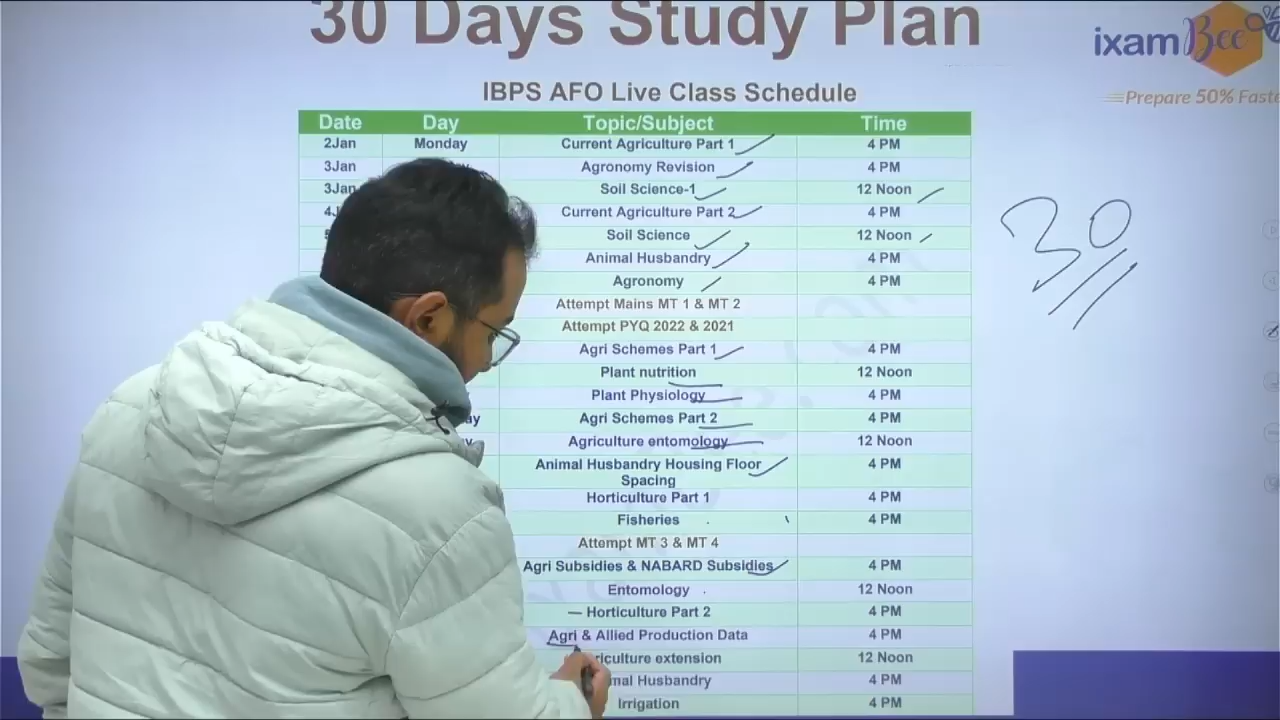 30 Days Study Plan
ixamBee
Prepare 50% Faste
IBPS AFO Live Class Schedule
Date Day Topic/Subject Time
2Jan Monday Current Agriculture Part 1 4 PM
3Jan Agronomy Revision 4 PM
3Jan Soil Science-1 12 Noon
Current Agriculture Part 2 4 PM
Soil Science 12 Noon
Animal Husbandry 4 PM
Agronomy 4 PM
Attempt Mains MT 1 & MT 2
Attempt PYQ 2022 & 2021
Agri Schemes Part 1 4 PM
Plant nutrition 12 Noon
Plant Physiology 4 PM
ay Agri Schemes Part 2 4 PM
Agriculture entomology 12 Noon
Animal Husbandry Housing Floor 4 PM
Spacing
Horticulture Part 1 4 PM
Fisheries 4 PM
Attempt MT 3 & MT 4
Agri Subsidies & NABARD Subsidies 4 PM
Entomology 12 Noon
Horticulture Part 2 4 PM
Agri & Allied Production Data 4 PM
riculture extension 12 Noon
mal Husbandry 4 PM
Irrigation 4 PM
30